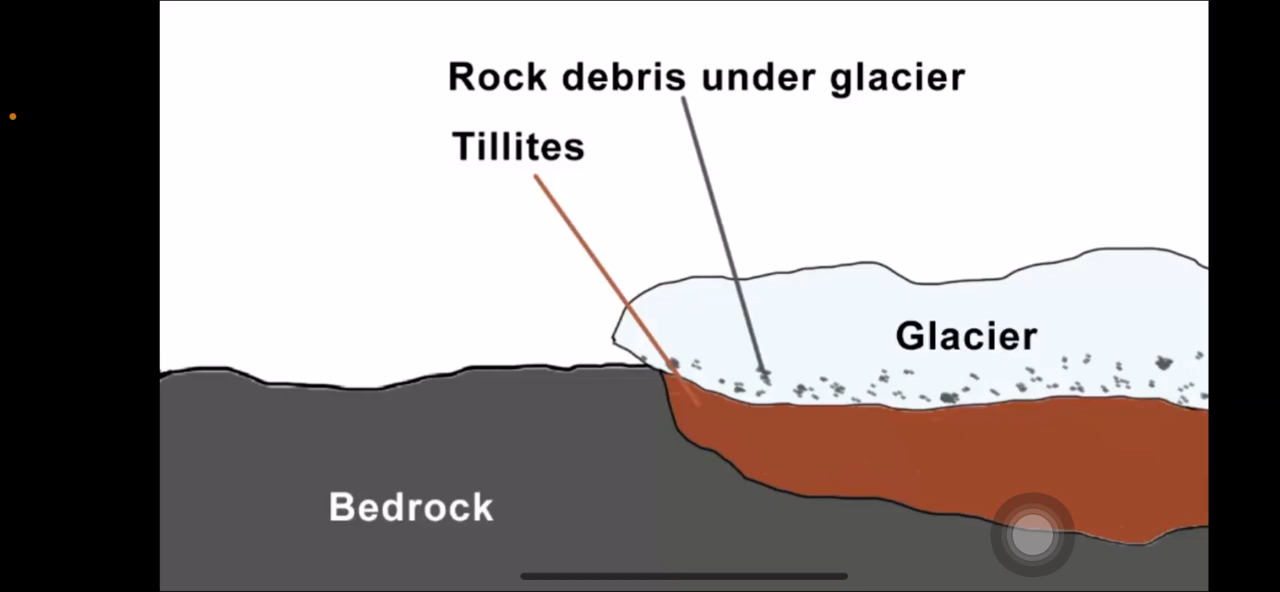 Rock debris under glacier
Tillites
Glacier
Bedrock